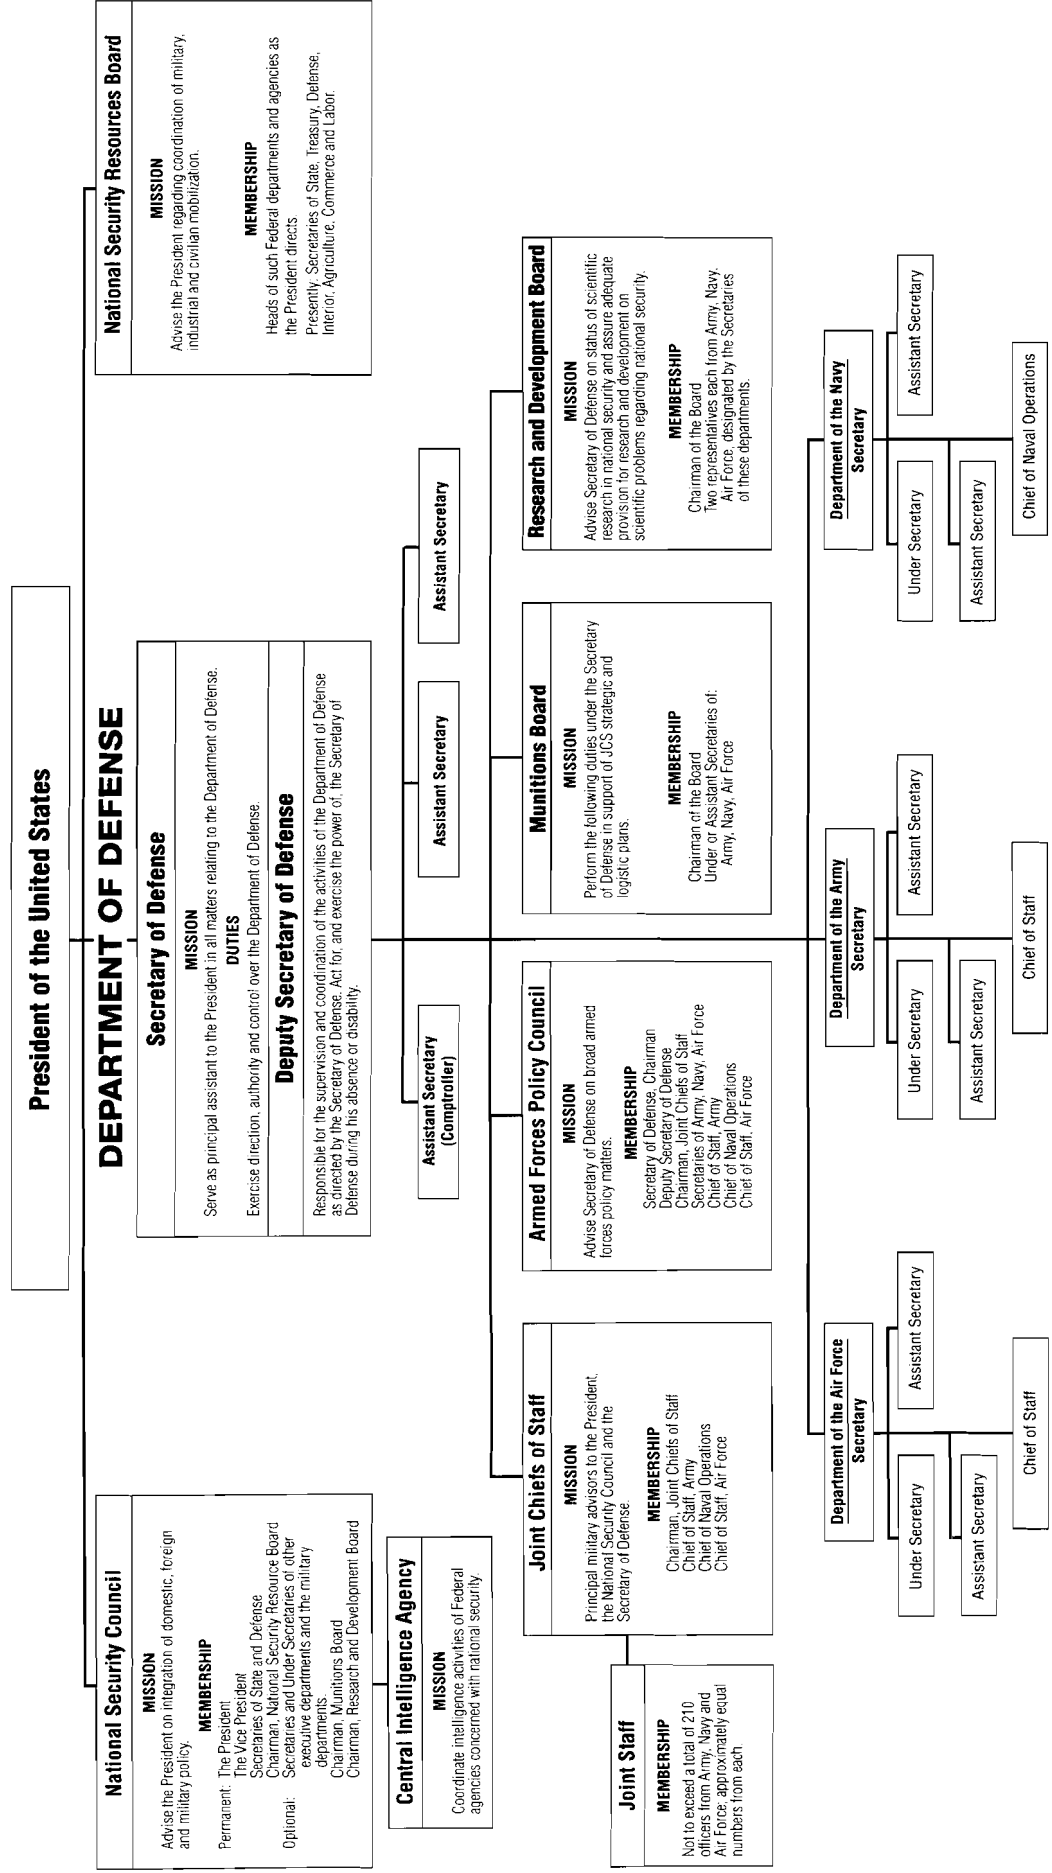 President of the United States
DEPARTMENT OF DEFENSE
National Security Council
MISSION
Advise the President on integration of domestic, foreign
and military policy.
MEMBERSHIP
Permanent: The President
The Vice President
Secretaries of State and Defense
Chairman, National Security Resource Board
Optional: Secretaries and Under Secretaries of other
executive departments and the military
departments.
Chairman, Munitions Board
Chairman, Research and Development Board
Secretary of Defense
MISSION
Serve as principal assistant to the President in all matters relating to the Department of Defense.
DUTIES
Exercise direction, authority and control over the Department of Defense.
Deputy Secretary of Defense
Responsible for the supervision and coordination of the activities of the Department of Defense
as directed by the Secretary of Defense. Act for, and exercise the power of, the Secretary of
Defense during his absence or disability.
National Security Resources Board
MISSION
Advise the President regarding coordination of military,
industrial and civilian mobilization.
MEMBERSHIP
Heads of such Federal departments and agencies as
the President directs.
Presently: Secretaries of State, Treasury, Defense,
Interior, Agriculture, Commerce and Labor.
Central Intelligence Agency
MISSION
Coordinate intelligence activities of Federal
agencies concerned with national security.
Assistant Secretary
(Comptroller)
Assistant Secretary
Assistant Secretary
Joint Chiefs of Staff
MISSION
Principal military advisors to the President,
the National Security Council and the
Secretary of Defense.
MEMBERSHIP
Chairman, Joint Chiefs of Staff
Chief of Staff, Army
Chief of Naval Operations
Chief of Staff, Air Force
Armed Forces Policy Council
MISSION
Advise Secretary of Defense on broad armed
forces policy matters.
MEMBERSHIP
Secretary of Defense, Chairman
Deputy Secretary of Defense
Chairman, Joint Chiefs of Staff
Secretaries of Army, Navy, Air Force
Chief of Staff, Army
Chief of Naval Operations
Chief of Staff, Air Force
Munitions Board
MISSION
Perform the following duties under the Secretary
of Defense in support of JCS strategic and
logistic plans.
MEMBERSHIP
Chairman of the Board
Under or Assistant Secretaries of:
Army, Navy, Air Force
Research and Development Board
MISSION
Advise Secretary of Defense on status of scientific
research in national security and assure adequate
provision for research and development on
scientific problems regarding national security.
MEMBERSHIP
Chairman of the Board
Two representatives each from Army, Navy,
Air Force, designated by the Secretaries
of these departments.
Joint Staff
MEMBERSHIP
Not to exceed a total of 210
officers from Army, Navy and
Air Force; approximately equal
numbers from each.
Department of the Air Force
Secretary
Under Secretary
Assistant Secretary
Assistant Secretary
Chief of Staff
Department of the Army
Secretary
Under Secretary
Assistant Secretary
Assistant Secretary
Chief of Staff
Department of the Navy
Secretary
Under Secretary
Assistant Secretary
Assistant Secretary
Chief of Naval Operations